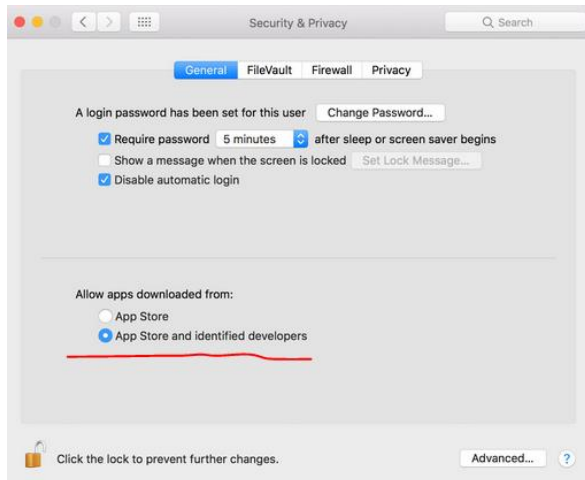 Security & Privacy
Search
General FileVault Firewall Privacy
A login password has been set for this user Change Password...
Require password 5 minutes after sleep or screen saver begins
Show a message when the screen is locked Set Lock Message...
Disable automatic login
Allow apps downloaded from:
App Store
App Store and identified developers
Click the lock to prevent further changes.
Advanced... ?